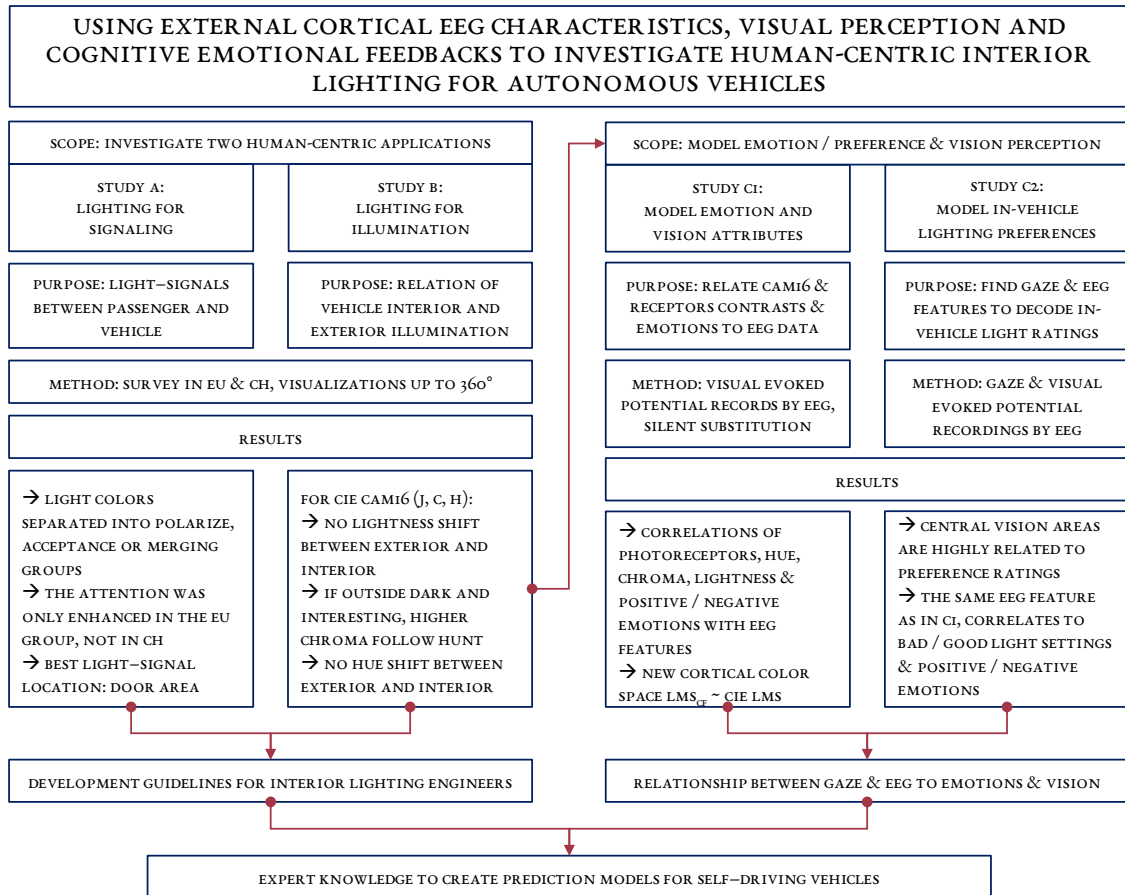 USING EXTERNAL CORTICAL EEG CHARACTERISTICS, VISUAL PERCEPTION AND
COGNITIVE EMOTIONAL FEEDBACKS TO INVESTIGATE HUMAN-CENTRIC INTERIOR
LIGHTING FOR AUTONOMOUS VEHICLES
SCOPE: INVESTIGATE TWO HUMAN-CENTRIC APPLICATIONS
STUDY A:
LIGHTING FOR
SIGNALING
STUDY B:
LIGHTING FOR
ILLUMINATION
PURPOSE: LIGHT–SIGNALS
BETWEEN PASSENGER AND
VEHICLE
PURPOSE: RELATION OF
VEHICLE INTERIOR AND
EXTERIOR ILLUMINATION
METHOD: SURVEY IN EU & CH, VISUALIZATIONS UP TO 360°
RESULTS
→ LIGHT COLORS
SEPARATED INTO POLARIZE,
ACCEPTANCE OR MERGING
GROUPS
→ THE ATTENTION WAS
ONLY ENHANCED IN THE EU
GROUP, NOT IN CH
→ BEST LIGHT–SIGNAL
LOCATION: DOOR AREA
FOR CIE CAM16 (J, C, H):
→ NO LIGHTNESS SHIFT
BETWEEN EXTERIOR AND
INTERIOR
→ IF OUTSIDE DARK AND
INTERESTING, HIGHER
CHROMA FOLLOW HUNT
→ NO HUE SHIFT BETWEEN
EXTERIOR AND INTERIOR
DEVELOPMENT GUIDELINES FOR INTERIOR LIGHTING ENGINEERS
SCOPE: MODEL EMOTION / PREFERENCE & VISION PERCEPTION
STUDY C1:
MODEL EMOTION AND
VISION ATTRIBUTES
STUDY C2:
MODEL IN-VEHICLE
LIGHTING PREFERENCES
PURPOSE: RELATE CAM16 &
RECEPTORS CONTRASTS &
EMOTIONS TO EEG DATA
PURPOSE: FIND GAZE & EEG
FEATURES TO DECODE IN-
VEHICLE LIGHT RATINGS
METHOD: VISUAL EVOKED
POTENTIAL RECORDS BY EEG,
SILENT SUBSTITUTION
METHOD: GAZE & VISUAL
EVOKED POTENTIAL
RECORDINGS BY EEG
RESULTS
→ CORRELATIONS OF
PHOTORECEPTORS, HUE,
CHROMA, LIGHTNESS &
POSITIVE / NEGATIVE
EMOTIONS WITH EEG
FEATURES
→ NEW CORTICAL COLOR
SPACE LMS_CF ~ CIE LMS
→ CENTRAL VISION AREAS
ARE HIGHLY RELATED TO
PREFERENCE RATINGS
→ THE SAME EEG FEATURE
AS IN C1, CORRELATES TO
BAD / GOOD LIGHT SETTINGS
& POSITIVE / NEGATIVE
EMOTIONS
RELATIONSHIP BETWEEN GAZE & EEG TO EMOTIONS & VISION
EXPERT KNOWLEDGE TO CREATE PREDICTION MODELS FOR SELF–DRIVING VEHICLES